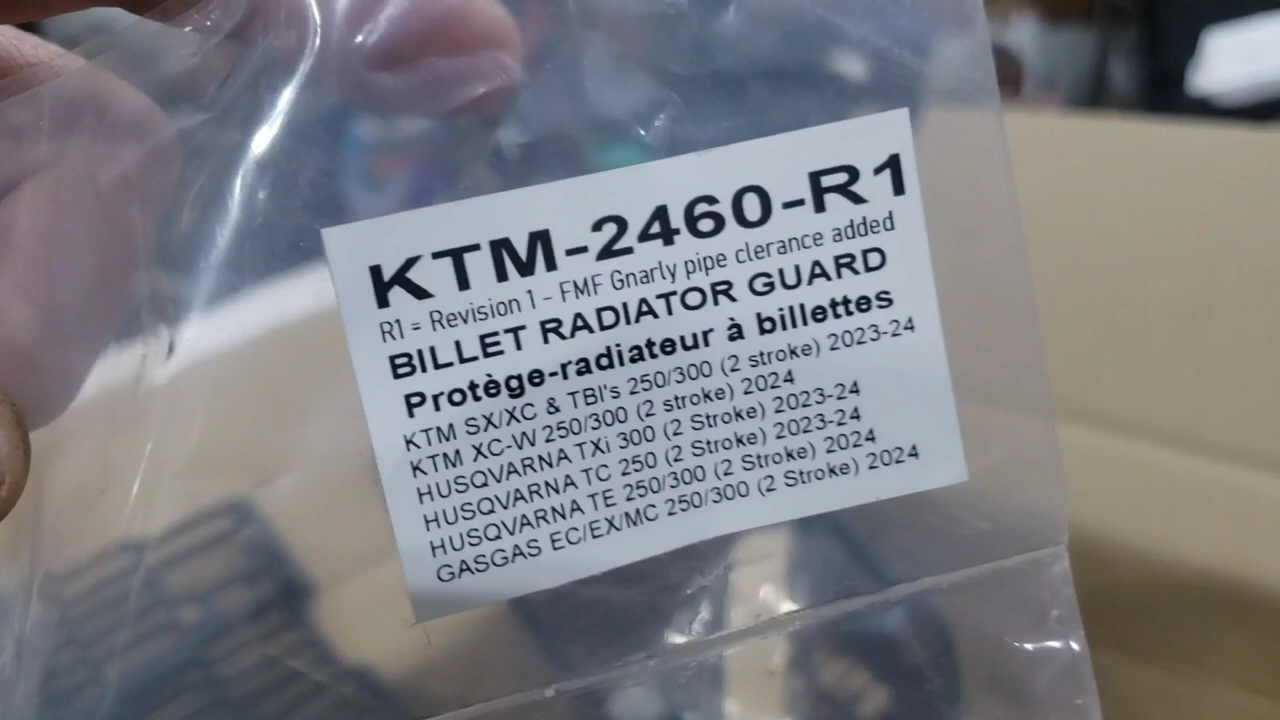 KTM-2460-R1
R1 = Revision 1 - FMF Gnarly pipe clerance added
BILLET RADIATOR GUARD
Protège-radiateur à billettes
KTM SX/XC & TBI's 250/300 (2 stroke) 2023-24
KTM XC-W 250/300 (2 stroke) 2024
HUSQVARNA TXi 300 (2 Stroke) 2023-24
HUSQVARNA TC 250 (2 Stroke) 2023-24
HUSQVARNA TE 250/300 (2 Stroke) 2024
GASGAS EC/EX/MC 250/300 (2 Stroke) 2024